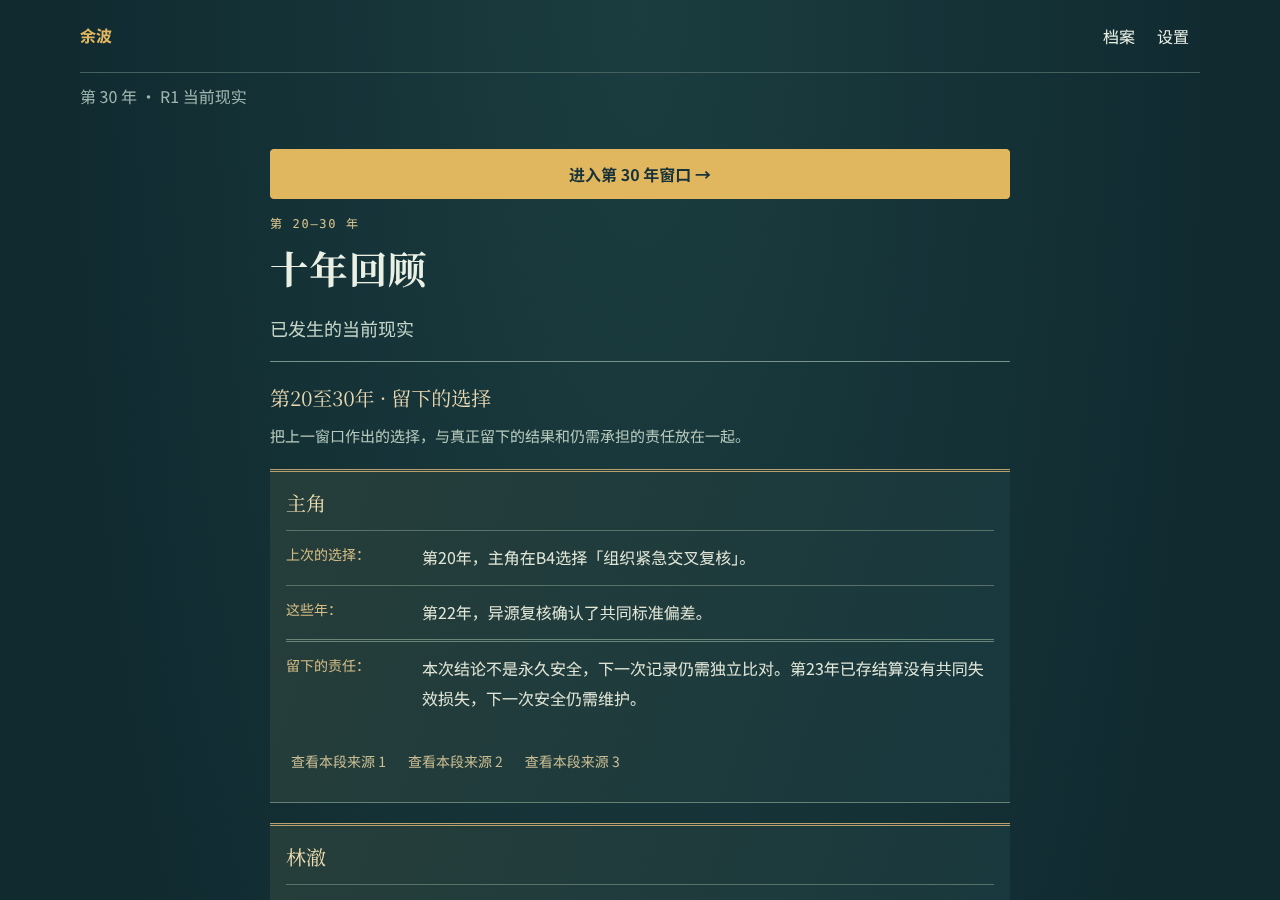 余波
档案 设置
第 30 年 · R1 当前现实
进入第 30 年窗口 →
第 20—30 年
十年回顾
已发生的当前现实
第20至30年 · 留下的选择
把上一窗口作出的选择，与真正留下的结果和仍需承担的责任放在一起。
主角
上次的选择： 第20年，主角在B4选择「组织紧急交叉复核」。
这些年： 第22年，异源复核确认了共同标准偏差。
留下的责任： 本次结论不是永久安全，下一次记录仍需独立比对。第23年已存结算没有共同失
效损失，下一次安全仍需维护。
查看本段来源 1 查看本段来源 2 查看本段来源 3
林澈